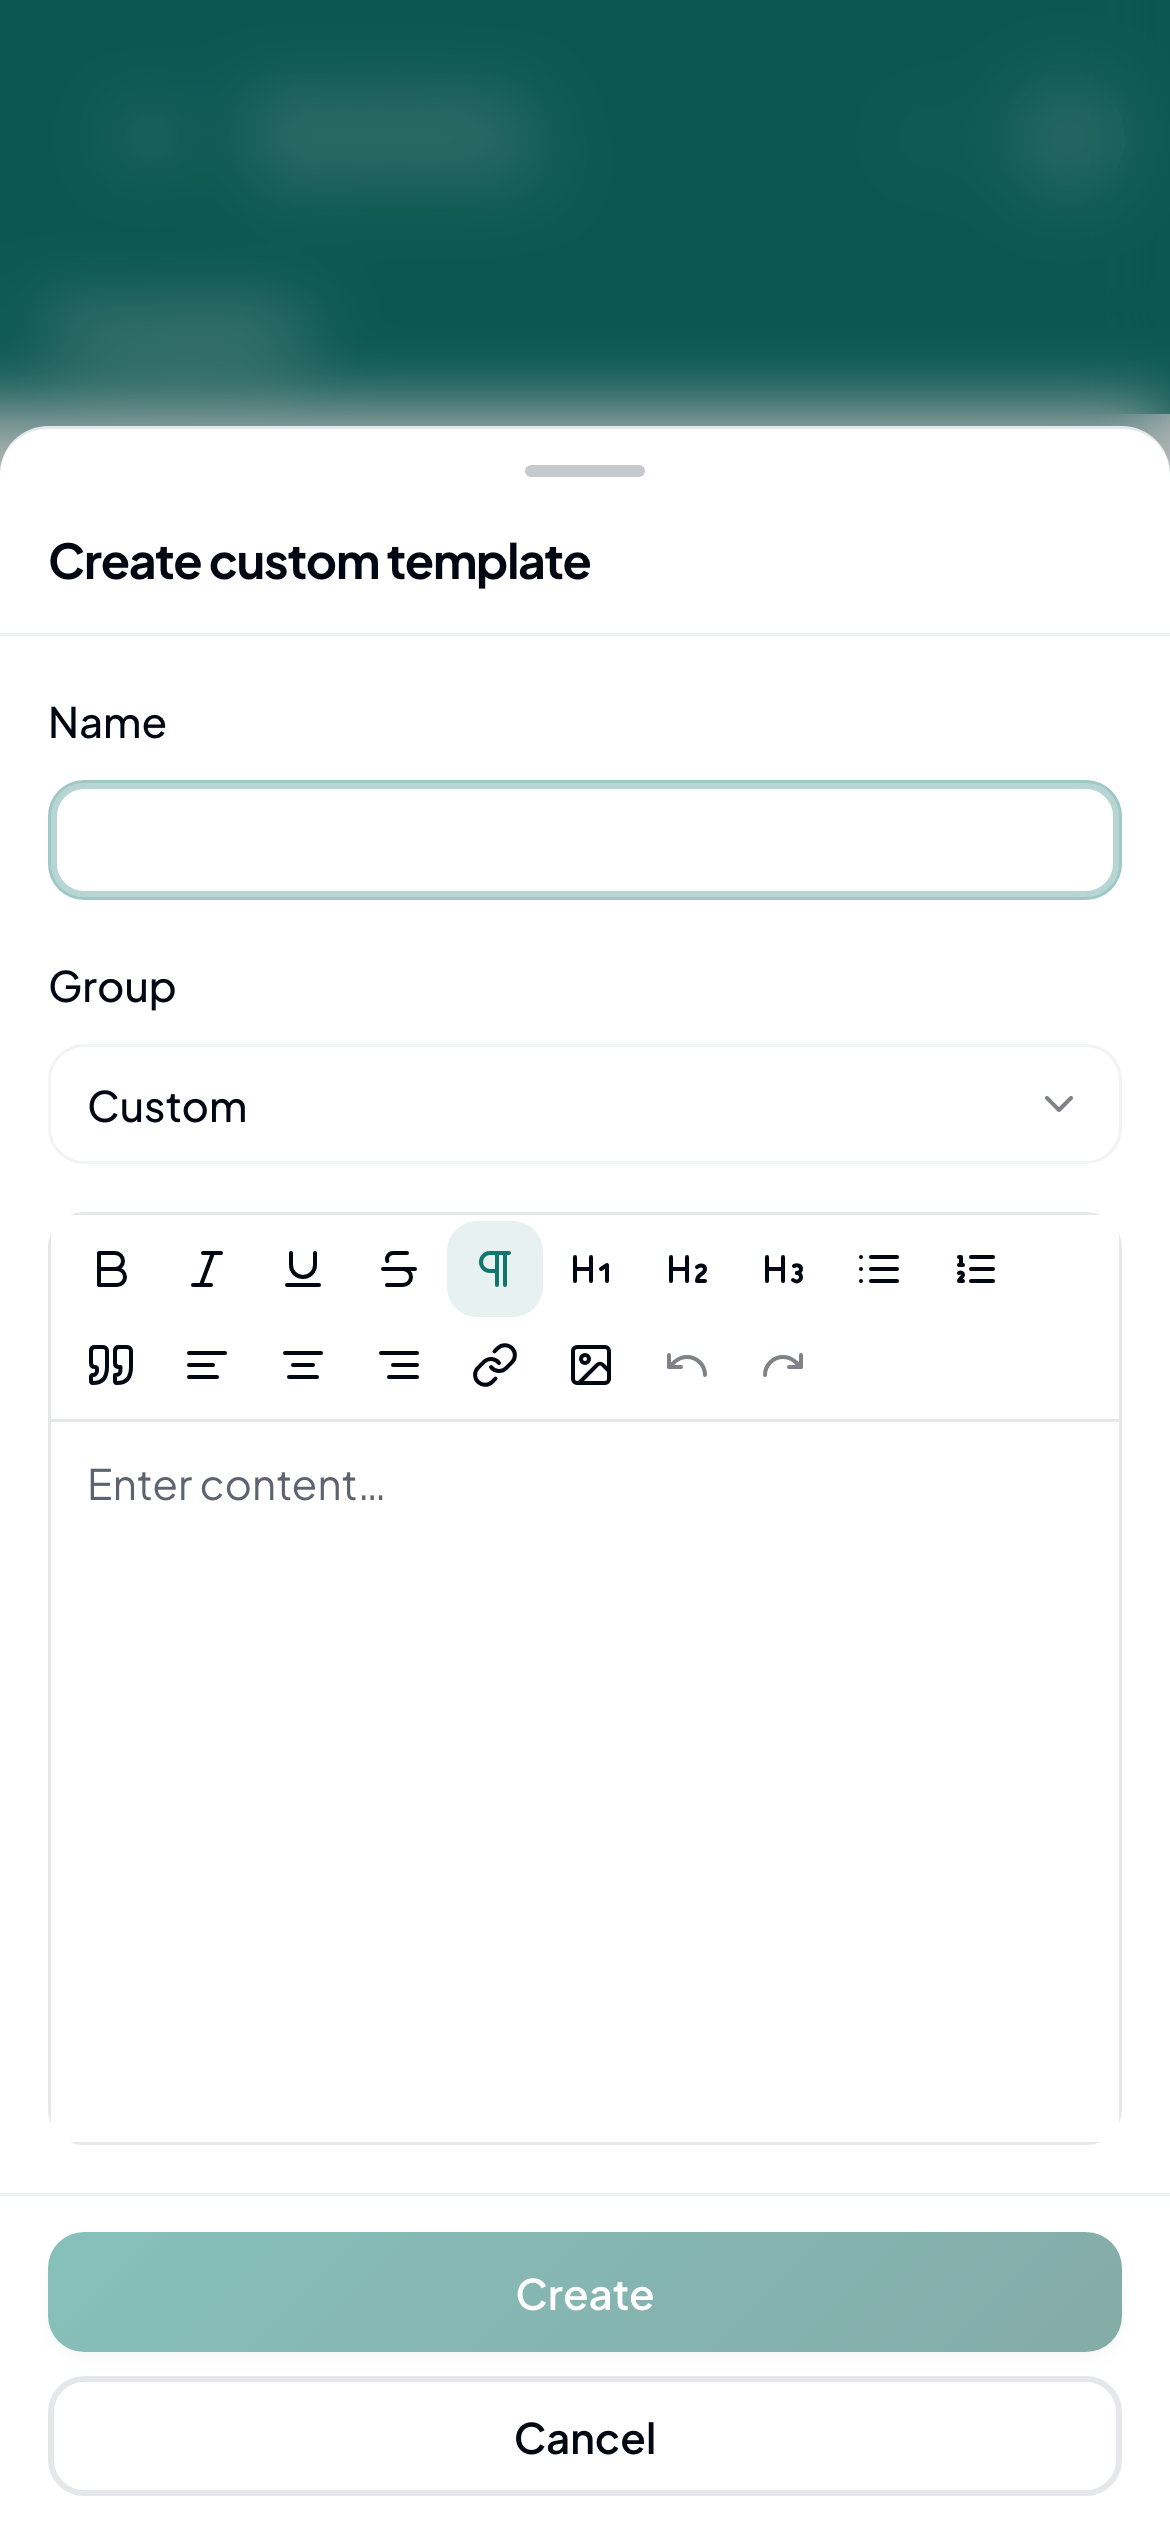 Create custom template
Name
Group
Custom
H1 H2 H3
Enter content...
Create
Cancel